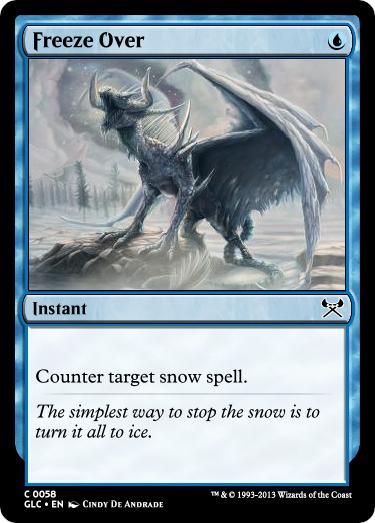 Freeze Over
Instant
Counter target snow spell.
The simplest way to stop the snow is to
turn it all to ice.
C 0058
GLC • EN Cindy De Andrade
™ & © 1993-2013 Wizards of the Coast